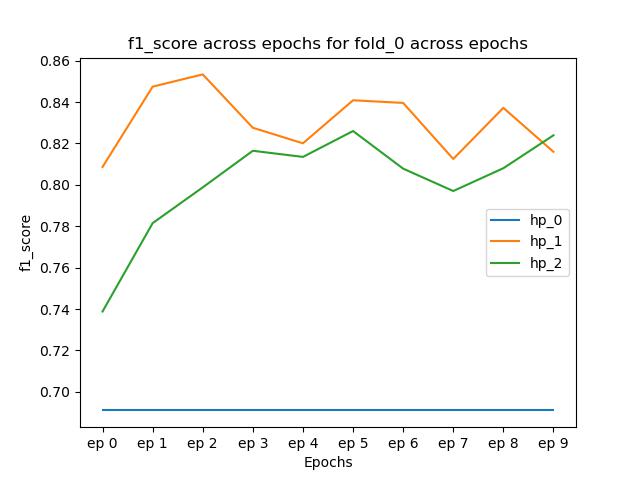 f1_score across epochs for fold_0 across epochs
0.86
0.84
0.82
0.80
0.78
0.76
0.74
0.72
0.70
f1_score
hp_0
hp_1
hp_2
ep 0 ep 1 ep 2 ep 3 ep 4 ep 5 ep 6 ep 7 ep 8 ep 9
Epochs